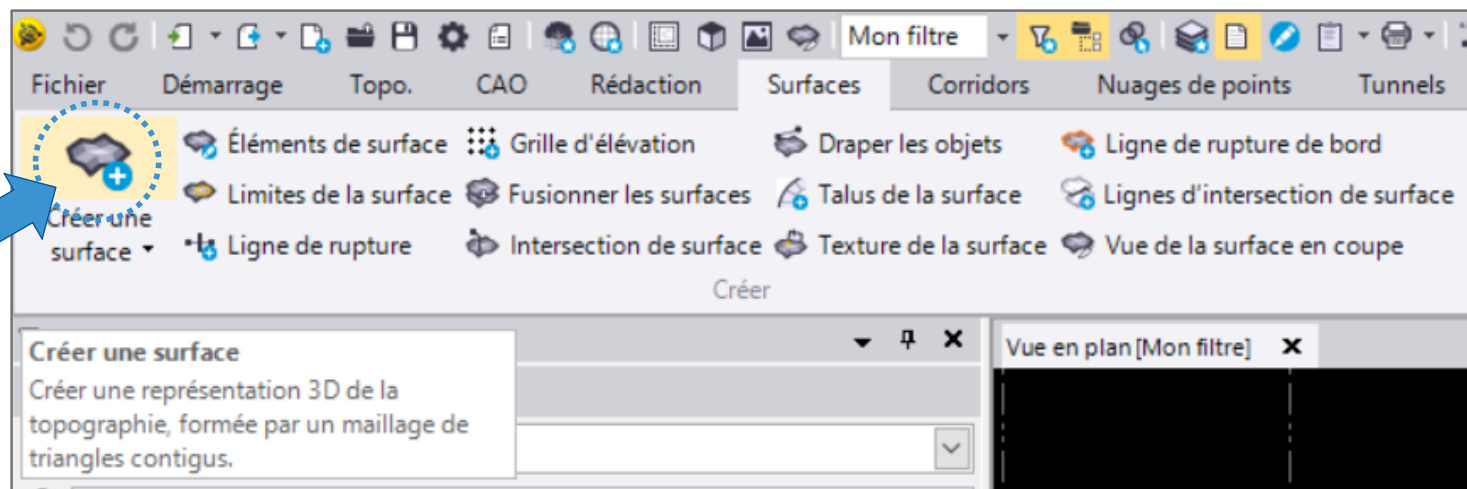 Mon filtre
Fichier Démarrage Topo. CAO Rédaction Surfaces Corridors Nuages de points Tunnels
Éléments de surface Grille d'élévation Draper les objets Ligne de rupture de bord
Limites de la surface Fusionner les surfaces Talus de la surface Lignes d'intersection de surface
Créer une
surface Ligne de rupture Intersection de surface Texture de la surface Vue de la surface en coupe
Créer
Créer une surface
Créer une représentation 3D de la
topographie, formée par un maillage de
triangles contigus.
Vue en plan [Mon filtre]